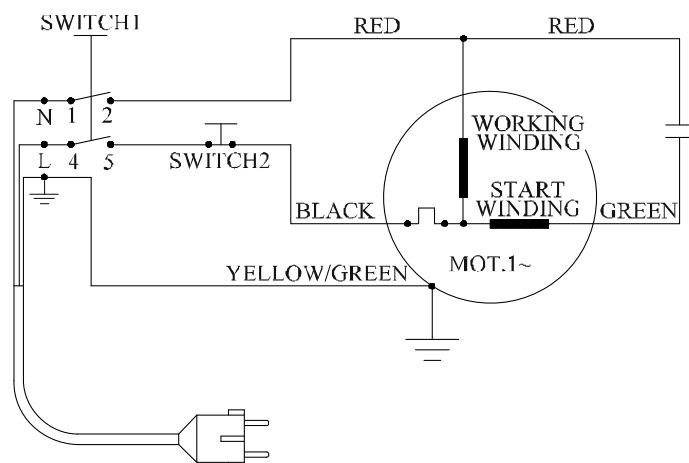 SWITCH1
RED
RED
N 1 2
WORKING
WINDING
L 4 5
SWITCH2
START
WINDING
BLACK
GREEN
MOT.1~
YELLOW/GREEN